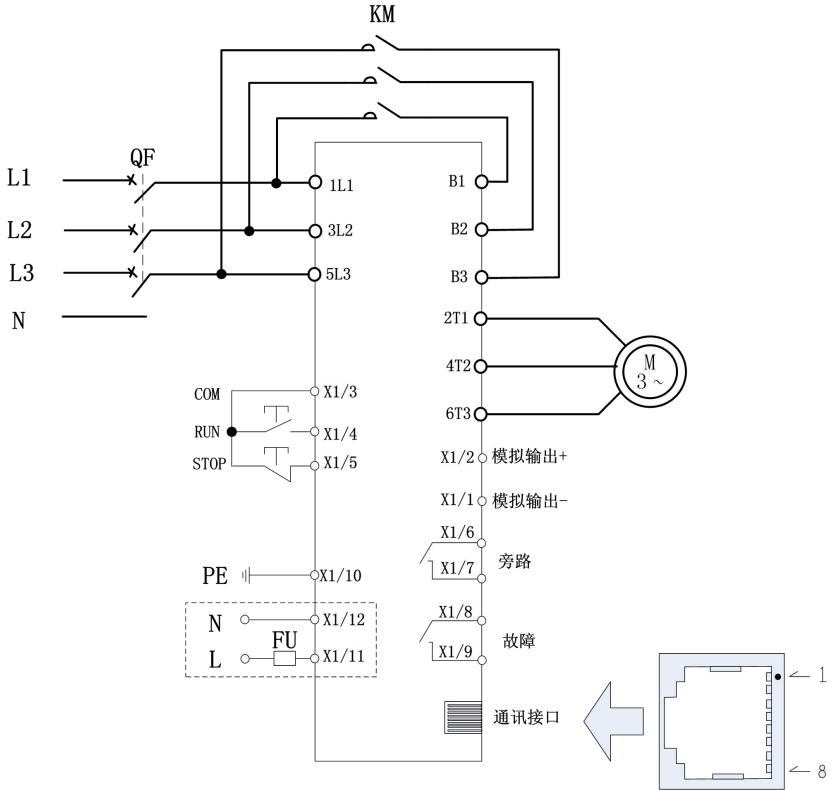 KM
QF
L1
1L1
B1
L2
3L2
B2
L3
5L3
B3
N
2T1
4T2
M
3 ~
6T3
COM
X1/3
RUN
X1/4
STOP
X1/5
X1/2 模拟输出+
X1/1 模拟输出-
X1/6
旁路
X1/7
PE
X1/10
N
X1/12
FU
L
X1/11
X1/8
故障
X1/9
通讯接口
1
8